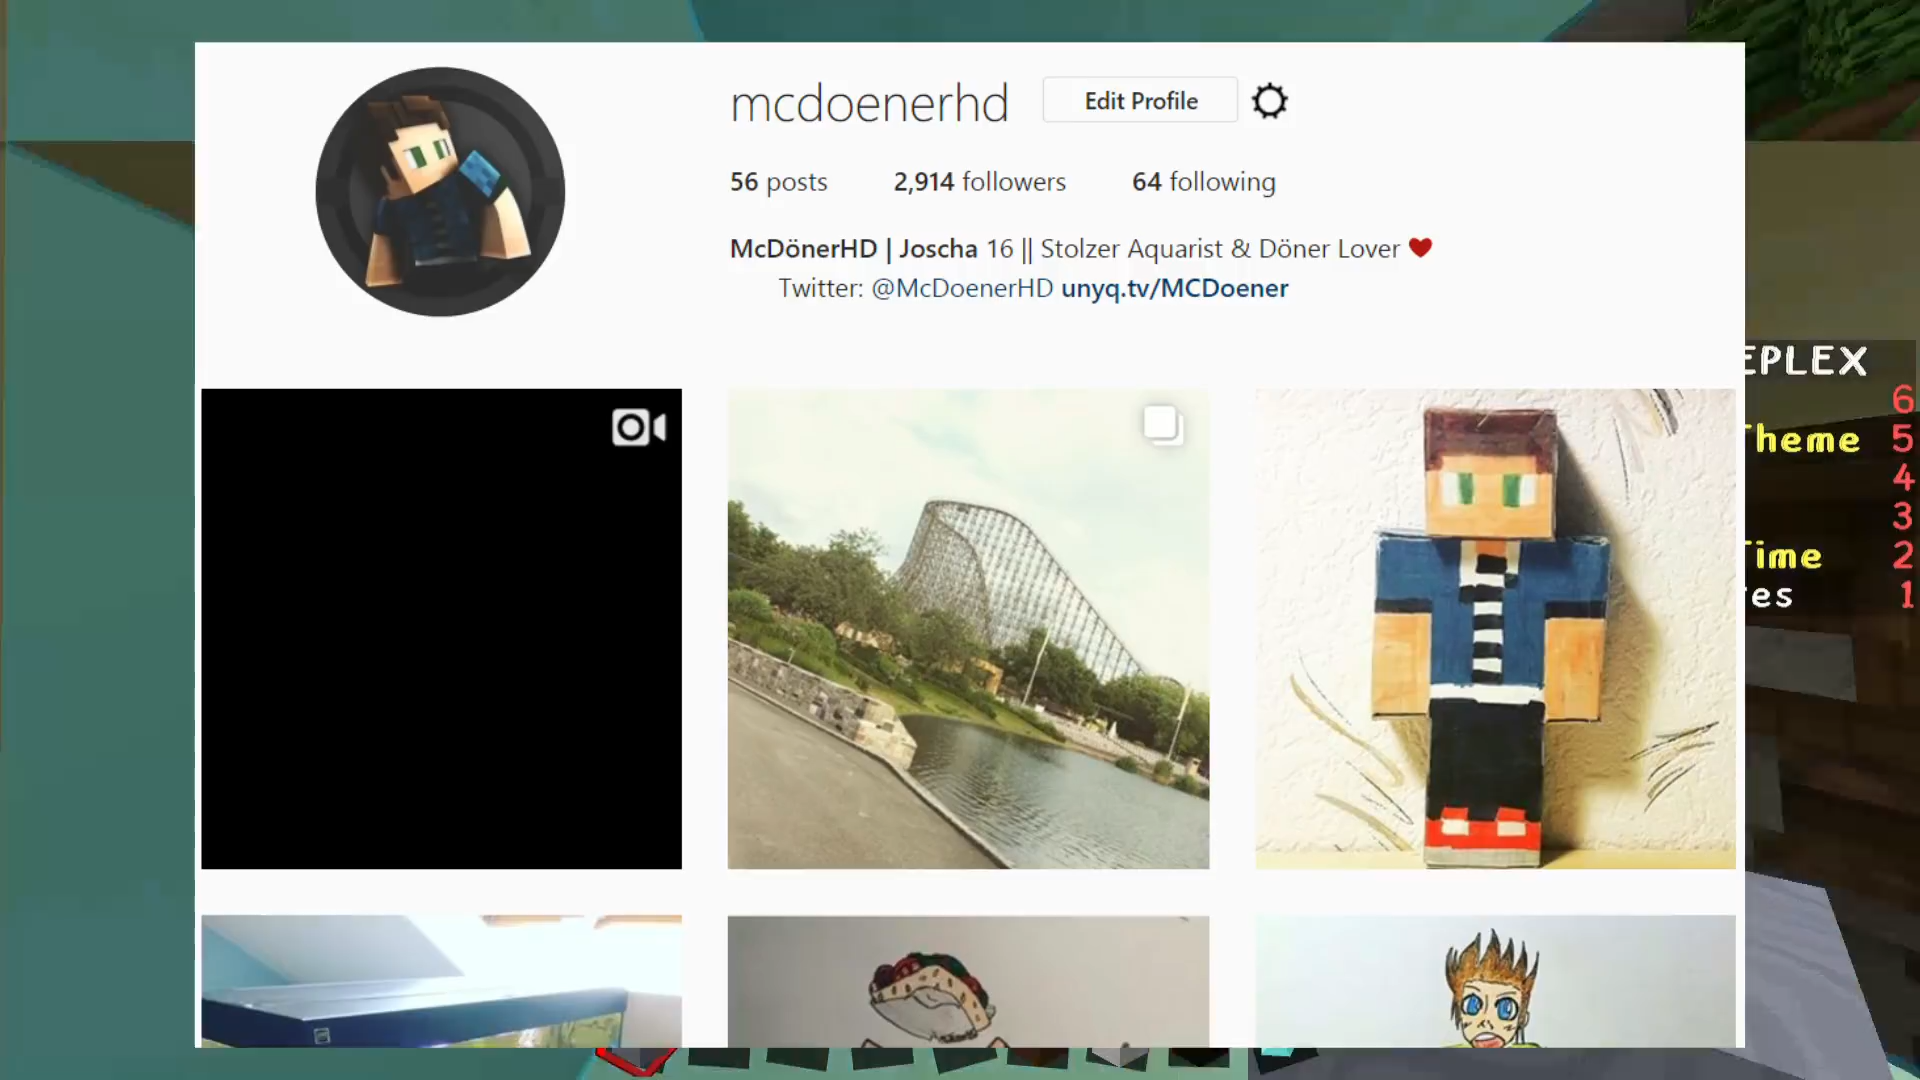 mcdoenerhd Edit Profile
56 posts 2,914 followers 64 following
McDönerHD | Joscha 16 || Stolzer Aquarist & Döner Lover ❤
Twitter: @McDoenerHD unyq.tv/MCDoener
EPLEX
6
heme 5
4
3
ime 2
es 1